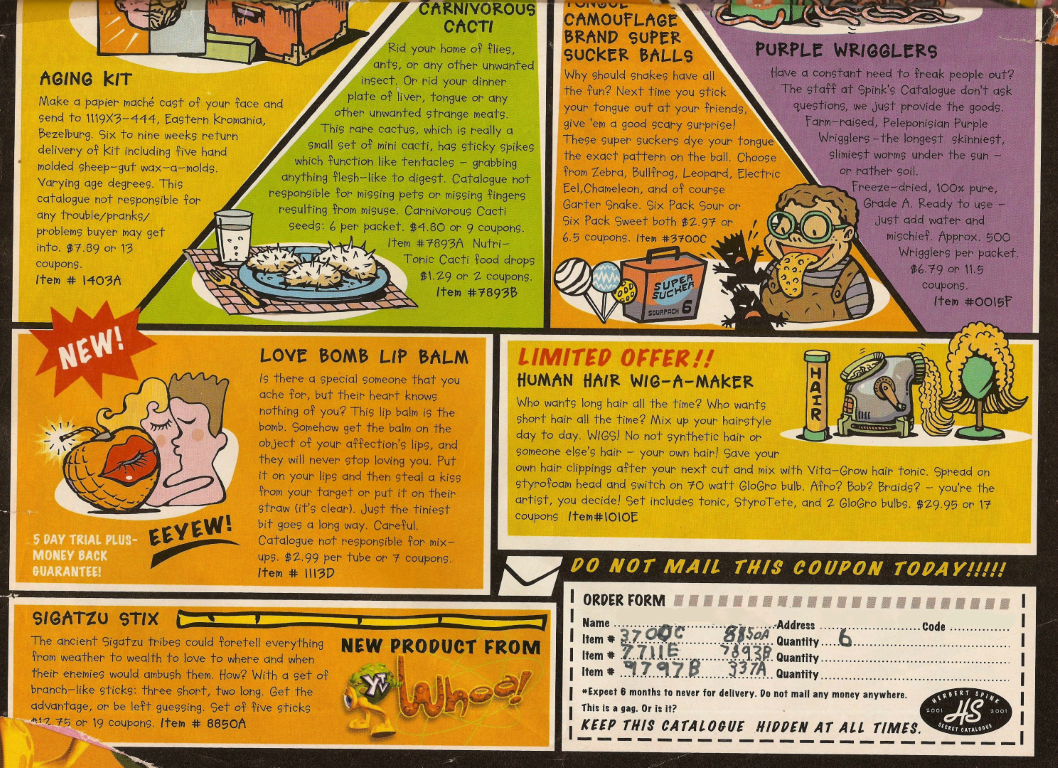 AGING KIT
Make a papier maché cast of your face and
send to 1119X3-444, Eastern Kromania,
Bezelburg. Six to nine weeks return
delivery of Kit including five hand
molded sheep-gut wax-a-molds.
Varying age degrees. This
catalogue not responsible for
any trouble/pranks/
problems buyer may get
into. $7.89 or 13
coupons.
Item # 1403A
CARNIVOROUS
CACTI
Rid your home of flies,
ants, or any other unwanted
insect. Or rid your dinner
plate of liver, tongue or any
other unwanted strange meats.
This rare cactus, which is really a
small set of mini cacti, has sticky spikes
which function like tentacles – grabbing
anything flesh-like to digest. Catalogue not
responsible for missing pets or missing fingers
resulting from misuse. Carnivorous Cacti
seeds: 6 per packet. $4.80 or 9 coupons.
Item #7893A Nutri-
Tonic Cacti food drops
$1.29 or 2 coupons.
Item #7893B
TONGUE
CAMOUFLAGE
BRAND SUPER
SUCKER BALLS
Why should snakes have all
the fun? Next time you stick
your tongue out at your friends,
give 'em a good scary surprise!
These super suckers dye your tongue
the exact pattern on the ball. Choose
from Zebra, Bullfrog, Leopard, Electric
Eel,Chameleon, and of course
Garter Snake. Six Pack Sour or
Six Pack Sweet both $2.97 or
6.5 coupons. Item #3700C
SUPER
SUCKER
SOUR PACK 6
PURPLE WRIGGLERS
Have a constant need to freak people out?
The staff at Spink's Catalogue don't ask
questions, we just provide the goods.
Farm-raised, Peleponisian Purple
Wrigglers -the longest skinniest,
slimiest worms under the sun –
or rather soil.
Freeze-dried, 100% pure,
Grade A. Ready to use –
just add water and
mischief. Approx. 500
Wrigglers per packet.
$6.79 or 11.5
coupons.
Item #0015F
NEW!
LOVE BOMB LIP BALM
Is there a special someone that you
ache for, but their heart knows
nothing of you? This lip balm is the
bomb. Somehow get the balm on the
object of your affection's lips, and
they will never stop loving you. Put
it on your lips and then steal a kiss
from your target or put it on their
straw (it's clear). Just the tiniest
bit goes a long way. Careful.
Catalogue not responsible for mix-
ups. $2.99 per tube or 7 coupons.
Item # 1113D
EEYEW!
5 DAY TRIAL PLUS-
MONEY BACK
GUARANTEE!
LIMITED OFFER!!
HUMAN HAIR WIG-A-MAKER
Who wants long hair all the time? Who wants
short hair all the time? Mix up your hairstyle
day to day. WIGS! No not synthetic hair or
someone else's hair – your own hair! Save your
own hair clippings after your next cut and mix with Vita-Grow hair tonic. Spread on
styrofoam head and switch on 70 watt GloGro bulb. Afro? Bob? Braids? – you're the
artist, you decide! Set includes tonic, StyroTete, and 2 GloGro bulbs. $29.95 or 17
coupons Item#1010E
HAIR
SIGATZU STIX
The ancient Sigatzu tribes could foretell everything
from weather to wealth to love to where and when
their enemies would ambush them. How? With a set of
branch-like sticks: three short, two long. Get the
advantage, or be left guessing. Set of five sticks
$12.75 or 19 coupons. Item # 8850A
NEW PRODUCT FROM
YV
Whee!
DO NOT MAIL THIS COUPON TODAY!!!!!
ORDER FORM
Name Address Code
Item # 3700C 8850A Quantity 6
Item # 7711E 7893B Quantity
Item # 9797B 337A Quantity
*Expect 6 months to never for delivery. Do not mail any money anywhere.
This is a gag. Or is it?
KEEP THIS CATALOGUE HIDDEN AT ALL TIMES.
HERBERT SPINK
2001 HS 2001
SECRET CATALOGUE